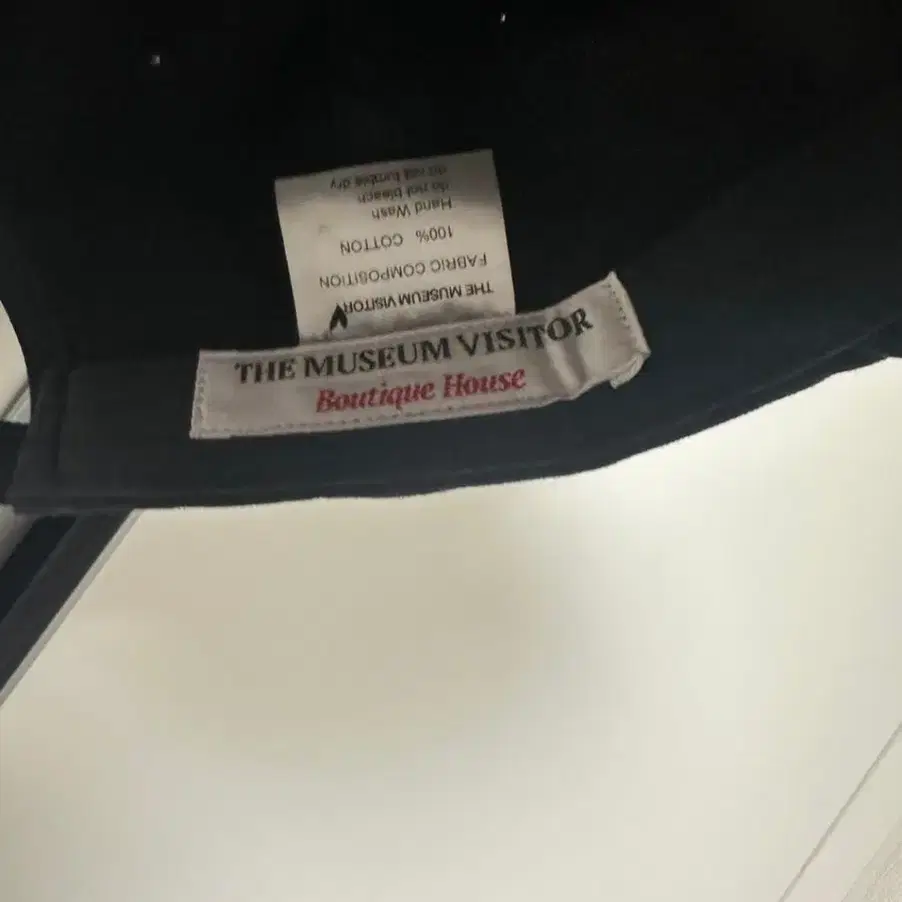 THE MUSEUM VISITOR
Boutique House
THE MUSEUM VISITOR
FABRIC COMPOSITION
100% COTTON
Hand Wash
do not bleach
do not tumble dry